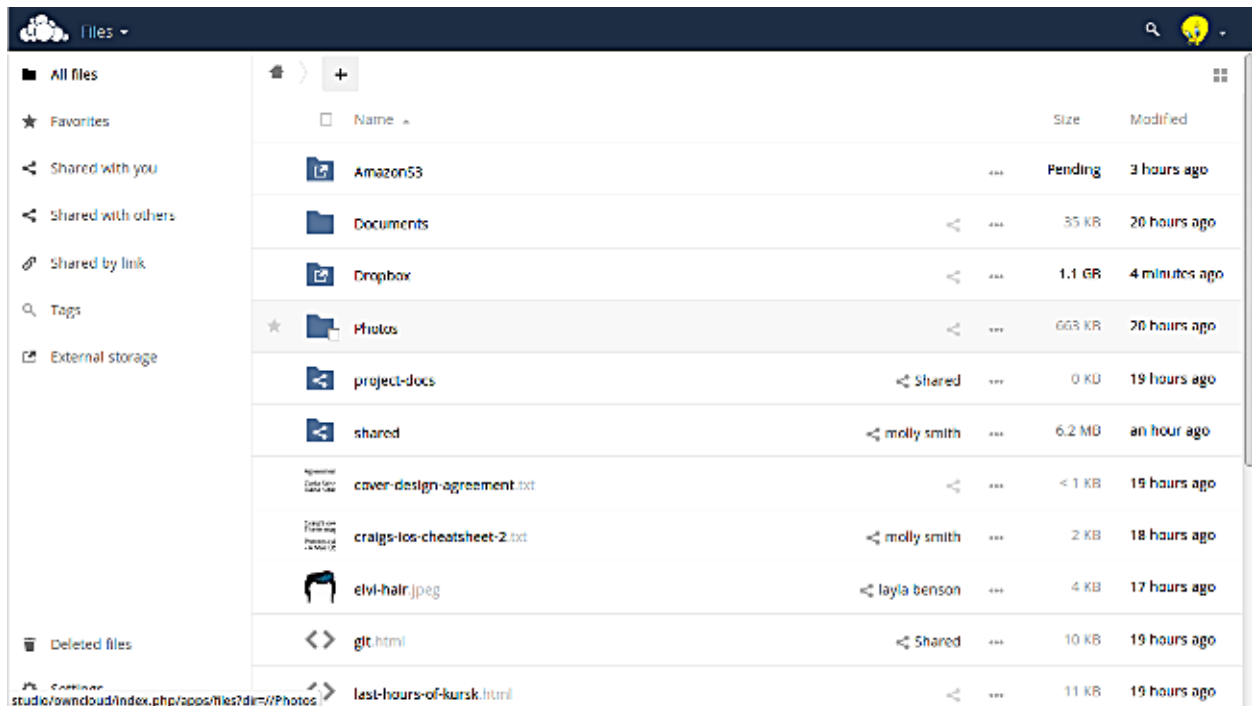 Files
All files
Favorites
Shared with you
Shared with others
Shared by link
Tags
External storage
Deleted files
Settings
studio/owncloud/index.php/apps/files?dir=//Photos
+
Name Size Modified
AmazonS3 ... Pending 3 hours ago
Documents ... 35 KB 20 hours ago
Dropbox ... 1.1 GB 4 minutes ago
Photos ... 663 KB 20 hours ago
project-docs Shared ... 0 KB 19 hours ago
shared molly smith ... 6.2 MB an hour ago
cover-design-agreement.txt ... < 1 KB 19 hours ago
craigs-ios-cheatsheet-2.txt molly smith ... 2 KB 18 hours ago
elvi-hair.jpeg layla benson ... 4 KB 17 hours ago
git.html Shared ... 10 KB 19 hours ago
last-hours-of-kursk.html ... 11 KB 19 hours ago